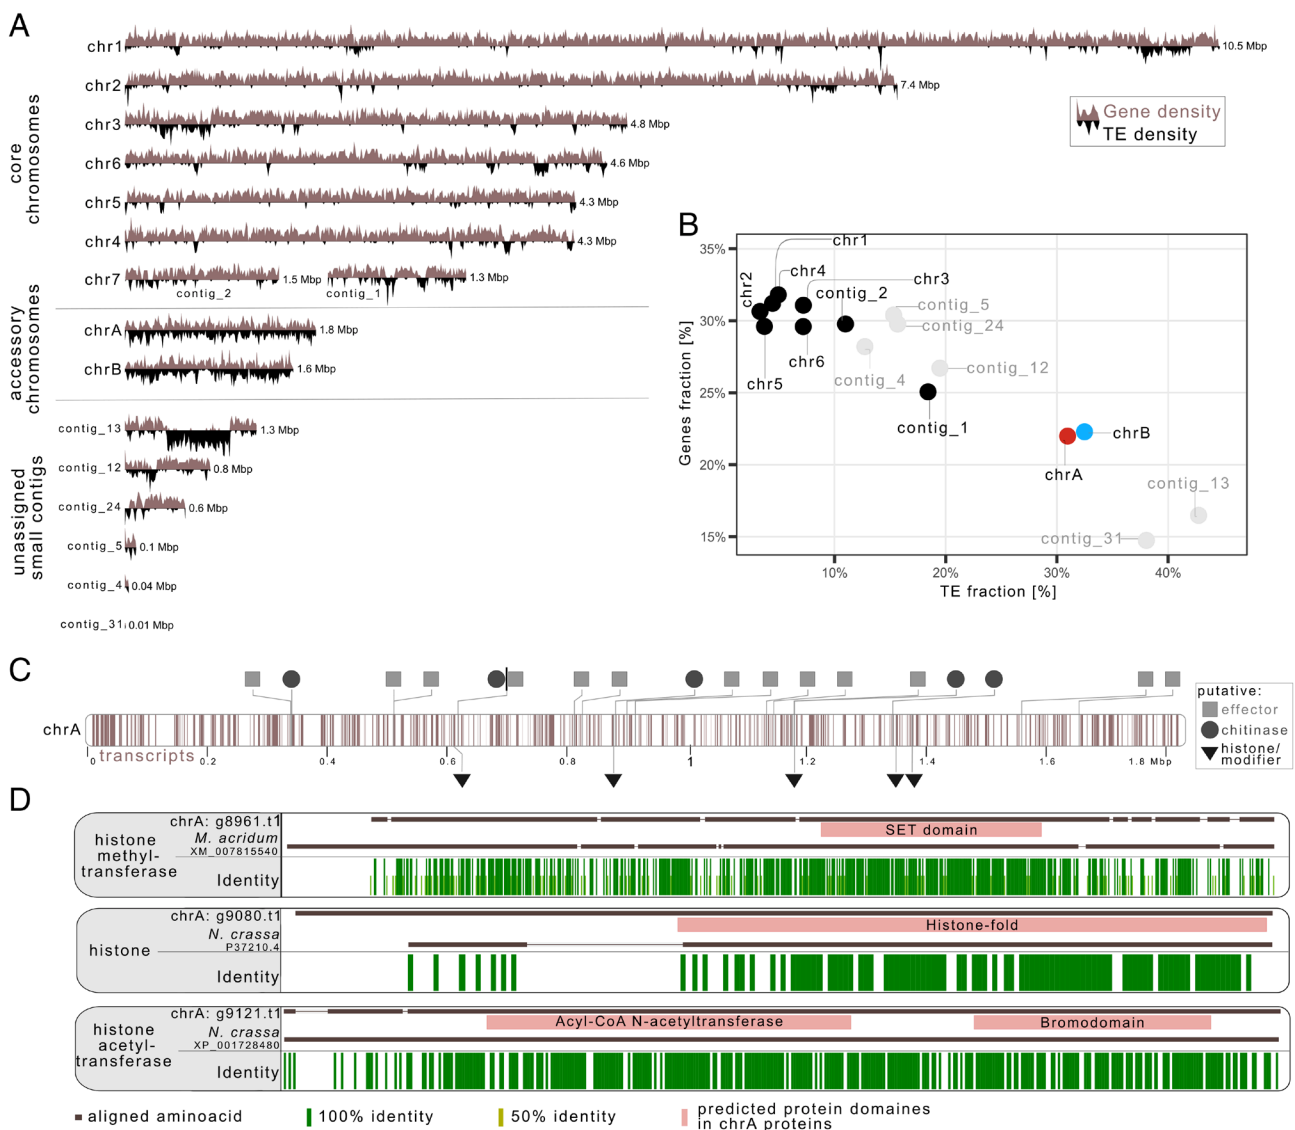 A
chr1
10.5 Mbp
chr2
7.4 Mbp
chr3
4.8 Mbp
chr6
4.6 Mbp
chr5
4.3 Mbp
chr4
4.3 Mbp
chr7
1.5 Mbp
1.3 Mbp
contig_2
contig_1
core
chromosomes
chrA
1.8 Mbp
chrB
1.6 Mbp
accessory
chromosomes
contig_13
1.3 Mbp
contig_12
0.8 Mbp
contig_24
0.6 Mbp
contig_5
0.1 Mbp
contig_4
0.04 Mbp
contig_31
0.01 Mbp
unassigned
small contigs
Gene density
TE density
B
35%
30%
25%
20%
15%
Genes fraction [%]
chr1
chr2
chr4
chr3
contig_2
contig_5
contig_24
chr6
chr5
contig_4
contig_12
contig_1
chrB
chrA
contig_13
contig_31
10%
20%
30%
40%
TE fraction [%]
C
chrA
transcripts
0
0.2
0.4
0.6
0.8
1
1.2
1.4
1.6
1.8 Mbp
putative:
effector
chitinase
histone/
modifier
D
histone
methyl-
transferase
chrA: g8961.t1
M. acridum
XM_007815540
Identity
SET domain
histone
chrA: g9080.t1
N. crassa
P37210.4
Identity
Histone-fold
histone
acetyl-
transferase
chrA: g9121.t1
N. crassa
XP_001728480
Identity
Acyl-CoA N-acetyltransferase
Bromodomain
aligned aminoacid
100% identity
50% identity
predicted protein domaines
in chrA proteins